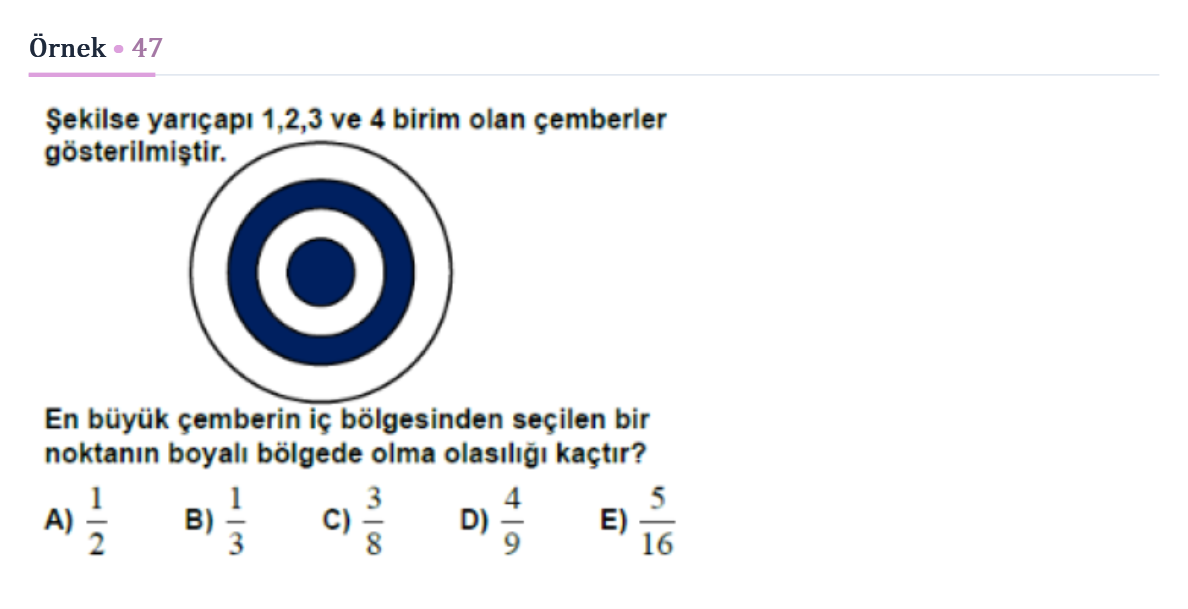 Örnek • 47
Şekilse yarıçapı 1,2,3 ve 4 birim olan çemberler
gösterilmiştir.
En büyük çemberin iç bölgesinden seçilen bir
noktanın boyalı bölgede olma olasılığı kaçtır?
A) 1/2 B) 1/3 C) 3/8 D) 4/9 E) 5/16